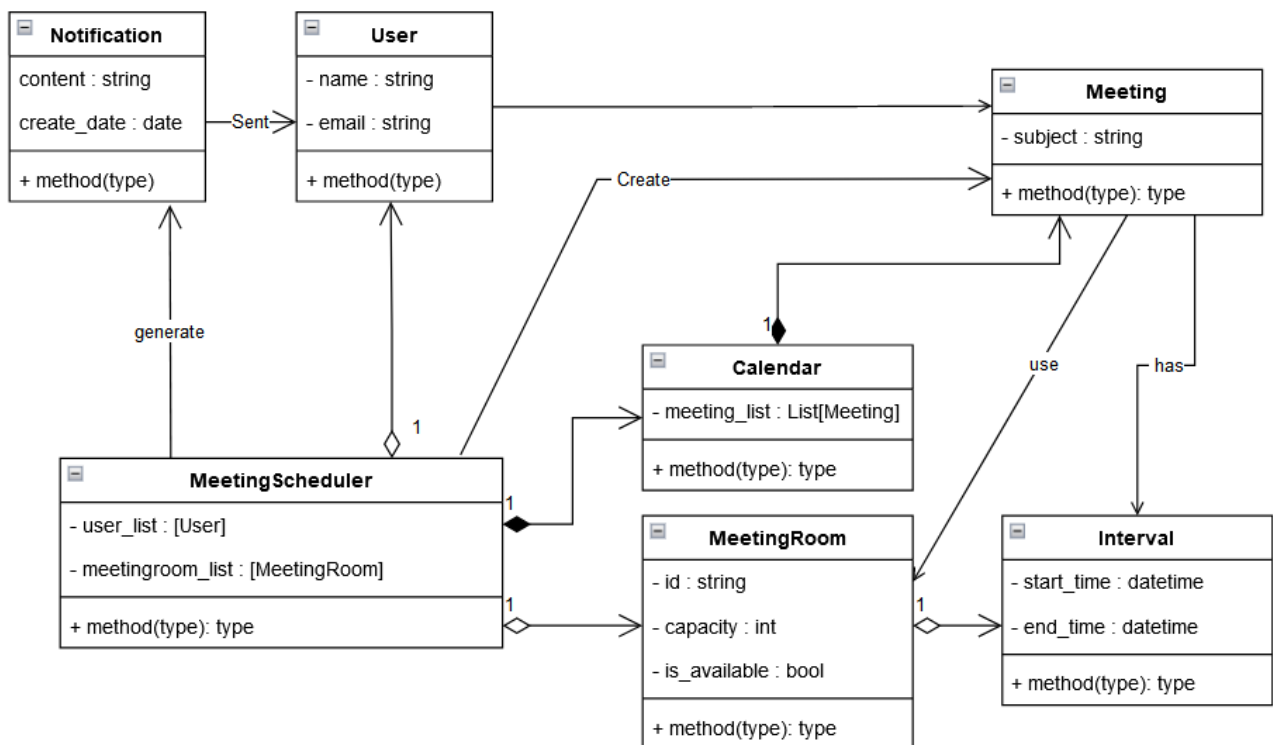 Notification
content : string
create_date : date
+ method(type)
Sent
User
- name : string
- email : string
+ method(type)
Meeting
- subject : string
+ method(type): type
Create
generate
1
1
Calendar
- meeting_list : List[Meeting]
+ method(type): type
use
has
MeetingScheduler
- user_list : [User]
- meetingroom_list : [MeetingRoom]
+ method(type): type
1
1
MeetingRoom
- id : string
- capacity : int
- is_available : bool
+ method(type): type
1
Interval
- start_time : datetime
- end_time : datetime
+ method(type): type